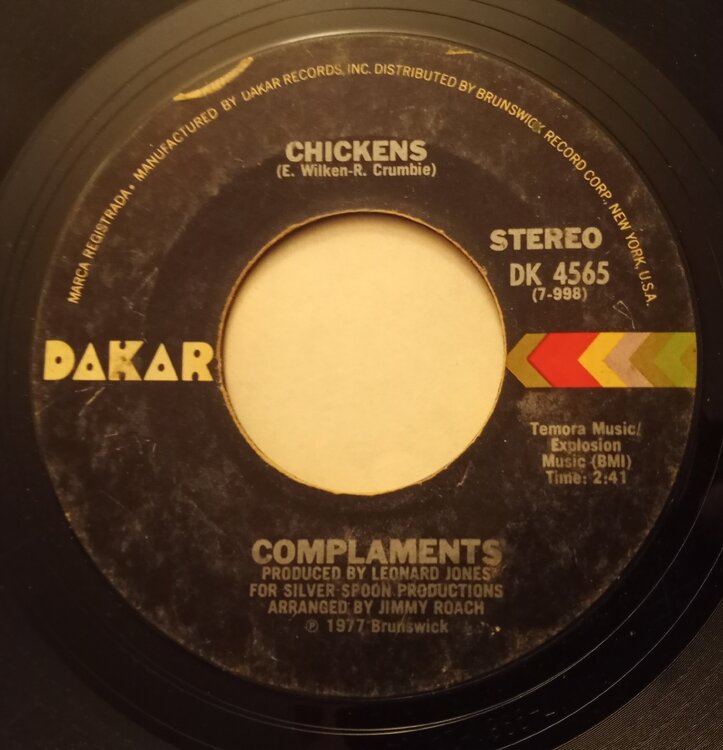 MARCA REGISTRADA • MANUFACTURED BY DAKAR RECORDS, INC. DISTRIBUTED BY BRUNSWICK RECORD CORP., NEW YORK, U.S.A.
CHICKENS
(E. Wilken-R. Crumbie)
STEREO
DK 4565
(7-998)
DAKAR
Temora Music/
Explosion
Music (BMI)
Time: 2:41
COMPLAMENTS
PRODUCED BY LEONARD JONES
FOR SILVER SPOON PRODUCTIONS
ARRANGED BY JIMMY ROACH
℗ 1977 Brunswick